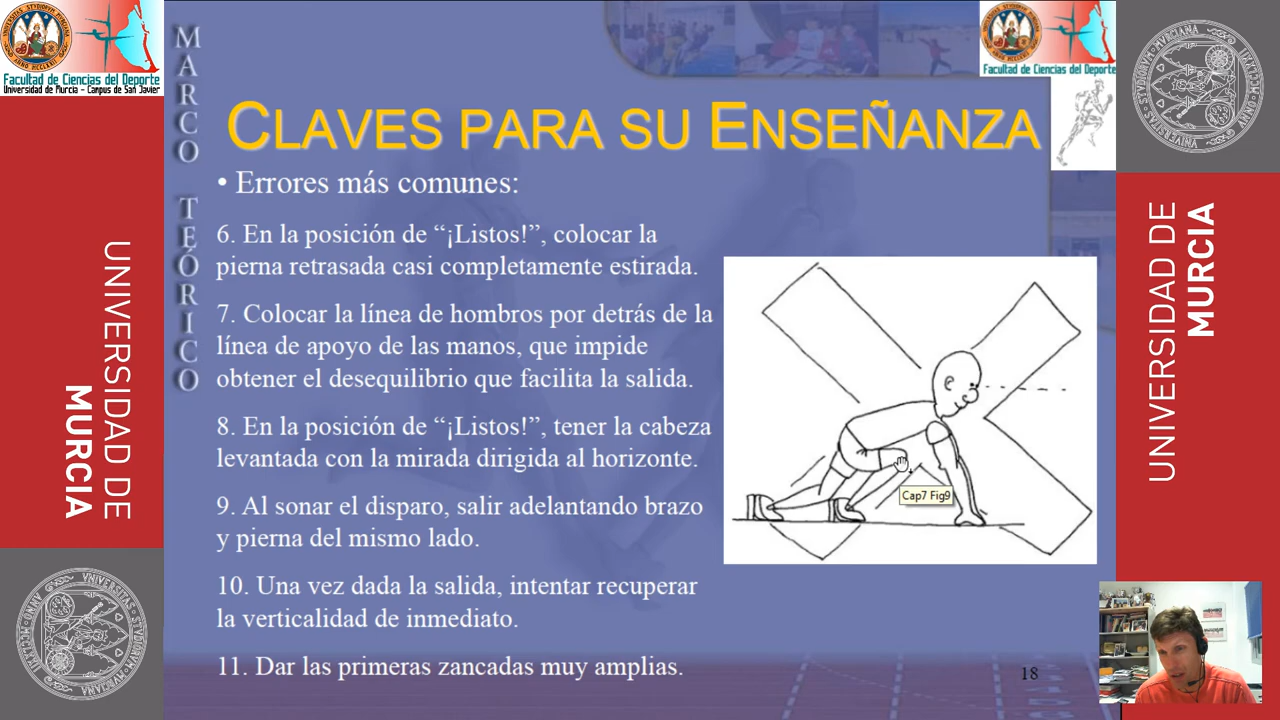 Facultad de Ciencias del Deporte
Universidad de Murcia - Campus de San Javier
Facultad de Ciencias del Deporte
MARCO TEÓRICO
CLAVES PARA SU ENSEÑANZA
• Errores más comunes:
6. En la posición de “¡Listos!”, colocar la
pierna retrasada casi completamente estirada.
7. Colocar la línea de hombros por detrás de la
línea de apoyo de las manos, que impide
obtener el desequilibrio que facilita la salida.
8. En la posición de “¡Listos!”, tener la cabeza
levantada con la mirada dirigida al horizonte.
9. Al sonar el disparo, salir adelantando brazo
y pierna del mismo lado.
10. Una vez dada la salida, intentar recuperar
la verticalidad de inmediato.
11. Dar las primeras zancadas muy amplias.
Cap7 Fig9
18
UNIVERSIDAD DE
MURCIA
UNIVERSIDAD DE
MURCIA